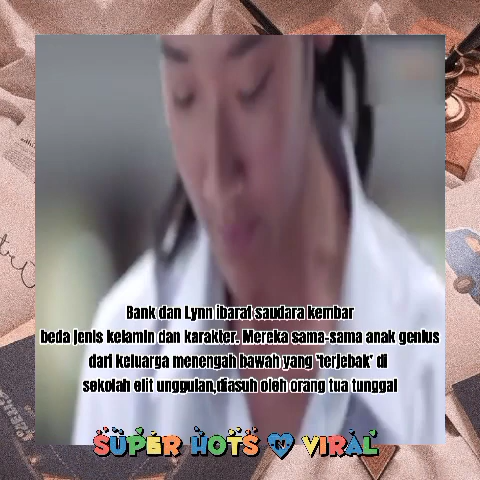 Bank dan Lynn ibarat saudara kembar
beda jenis kelamin dan karakter. Mereka sama-sama anak genius
dari keluarga menengah bawah yang "terjebak" di
sekolah elit unggulan,diasuh oleh orang tua tunggal
SUPER HOTS N VIRAL